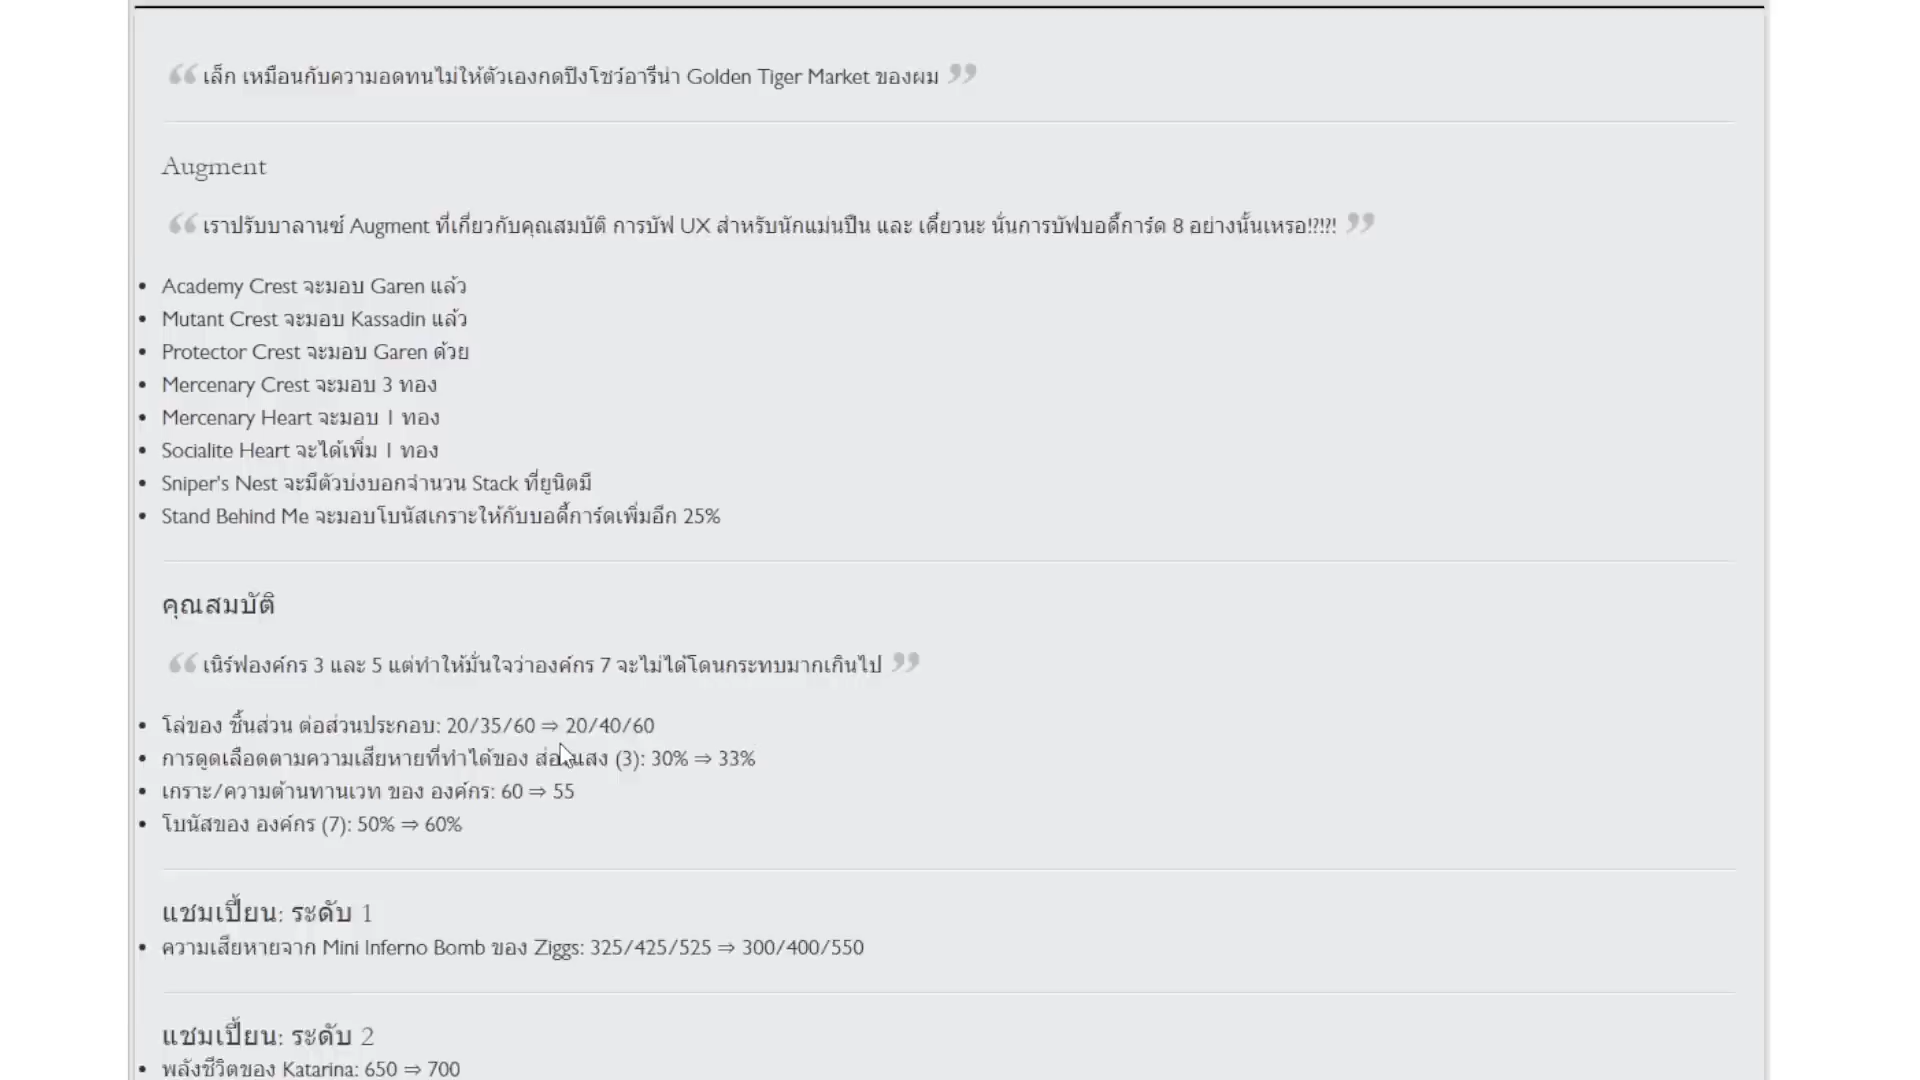 “ เล็ก เหมือนกับความอดทนไม่ให้ตัวเองกดปิงโชว์อารีน่า Golden Tiger Market ของผม ”
Augment
“ เราปรับบาลานซ์ Augment ที่เกี่ยวกับคุณสมบัติ การบัฟ UX สำหรับนักแม่นปืน และ เดี๋ยวนะ นั่นการบัฟบอดี้การ์ด 8 อย่างนั้นเหรอ!?!?! ”
• Academy Crest จะมอบ Garen แล้ว
• Mutant Crest จะมอบ Kassadin แล้ว
• Protector Crest จะมอบ Garen ด้วย
• Mercenary Crest จะมอบ 3 ทอง
• Mercenary Heart จะมอบ 1 ทอง
• Socialite Heart จะได้เพิ่ม 1 ทอง
• Sniper's Nest จะมีตัวบ่งบอกจำนวน Stack ที่ยูนิตมี
• Stand Behind Me จะมอบโบนัสเกราะให้กับบอดี้การ์ดเพิ่มอีก 25%
คุณสมบัติ
“ เนิร์ฟองค์กร 3 และ 5 แต่ทำให้มั่นใจว่าองค์กร 7 จะไม่ได้โดนกระทบมากเกินไป ”
• โล่ของ ชิ้นส่วน ต่อส่วนประกอบ: 20/35/60 ⇒ 20/40/60
• การดูดเลือดตามความเสียหายที่ทำได้ของ (3): 30% ⇒ 33%
• เกราะ/ความต้านทานเวท ของ องค์กร: 60 ⇒ 55
• โบนัสของ องค์กร (7): 50% ⇒ 60%
แชมเปี้ยน: ระดับ 1
• ความเสียหายจาก Mini Inferno Bomb ของ Ziggs: 325/425/525 ⇒ 300/400/550
แชมเปี้ยน: ระดับ 2
• พลังชีวิตของ Katarina: 650 ⇒ 700